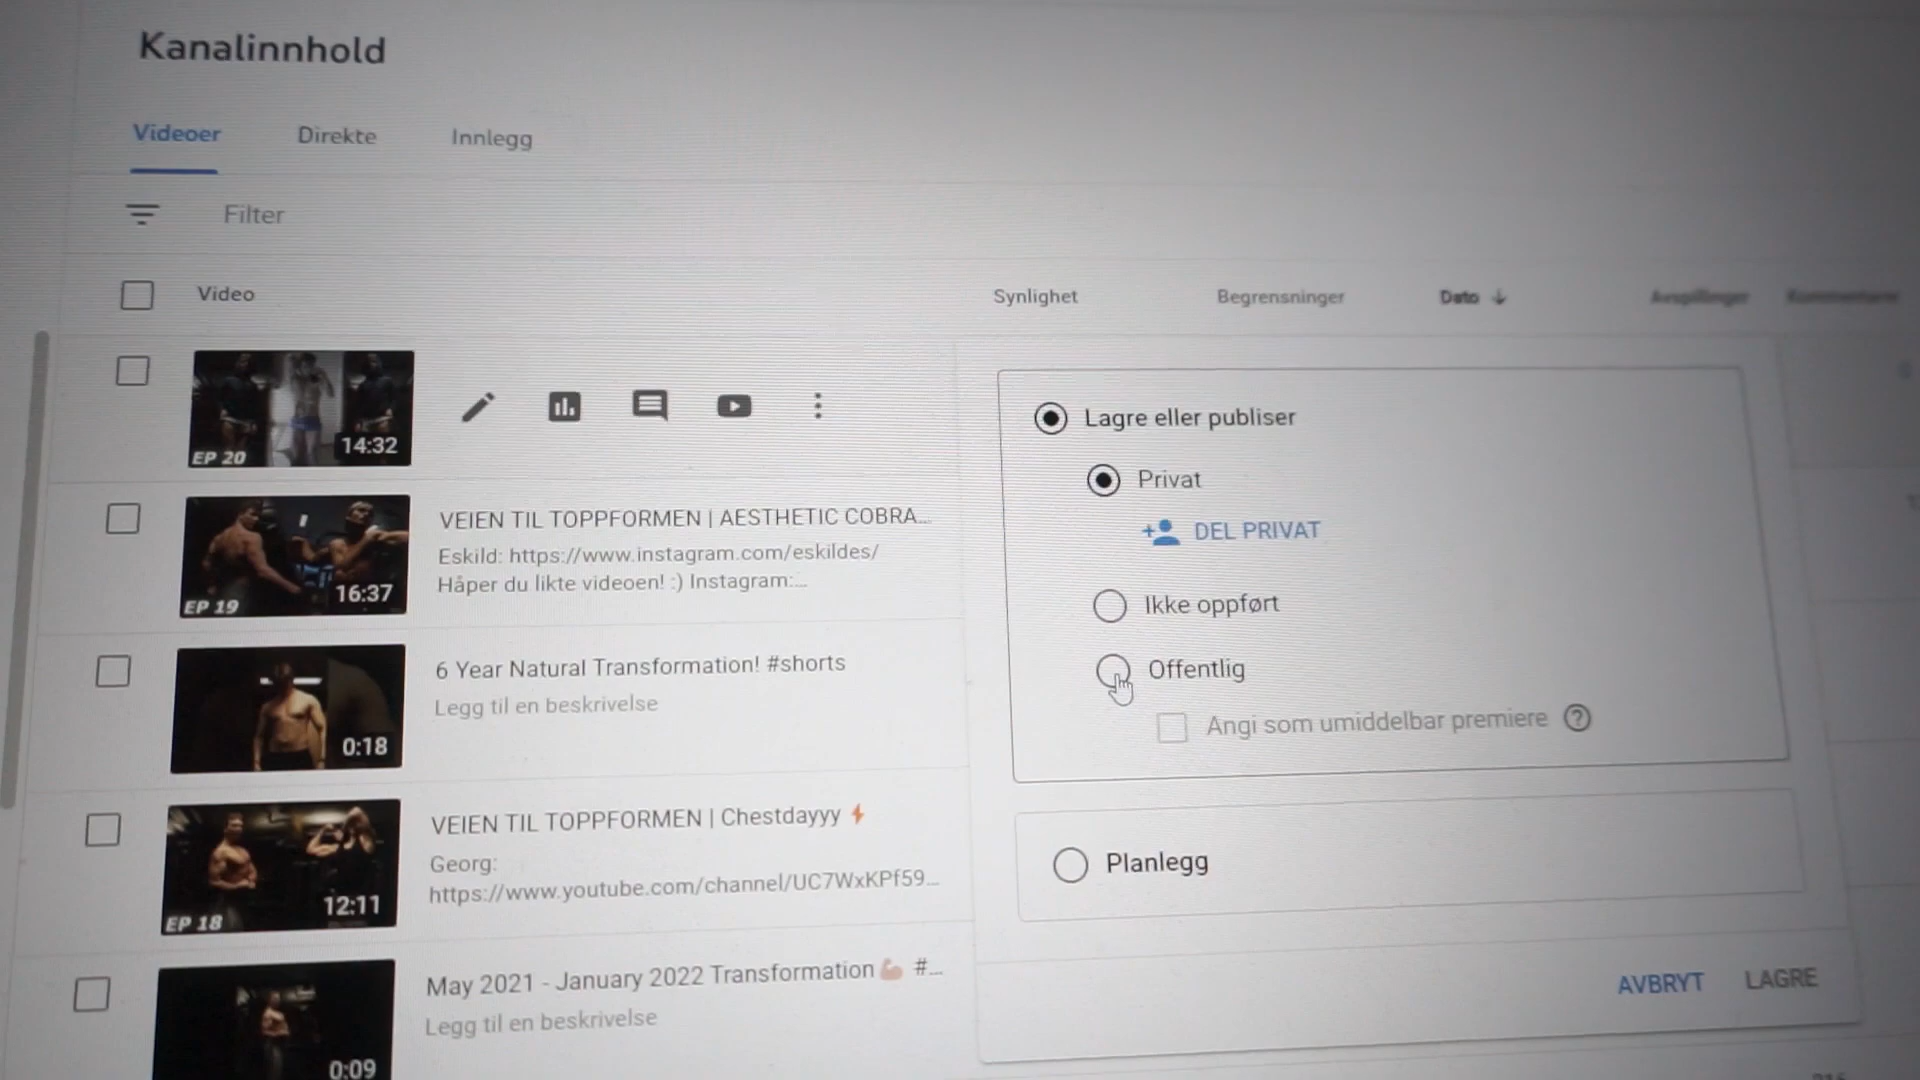 Kanalinnhold
Videoer Direkte Innlegg
Filter
Video Synlighet Begrensninger Dato Avspillinger Kommentarer
EP 20 14:32
Lagre eller publiser
Privat
DEL PRIVAT
Ikke oppført
Offentlig
Angi som umiddelbar premiere
Planlegg
AVBRYT LAGRE
EP 19 16:37
VEIEN TIL TOPPFORMEN | AESTHETIC COBRA...
Eskild: https://www.instagram.com/eskildes/
Håper du likte videoen! :) Instagram:...
0:18
6 Year Natural Transformation! #shorts
Legg til en beskrivelse
EP 18 12:11
VEIEN TIL TOPPFORMEN | Chestdayyy ⚡
Georg:
https://www.youtube.com/channel/UC7WxKPf59...
0:09
May 2021 - January 2022 Transformation 💪 #...
Legg til en beskrivelse